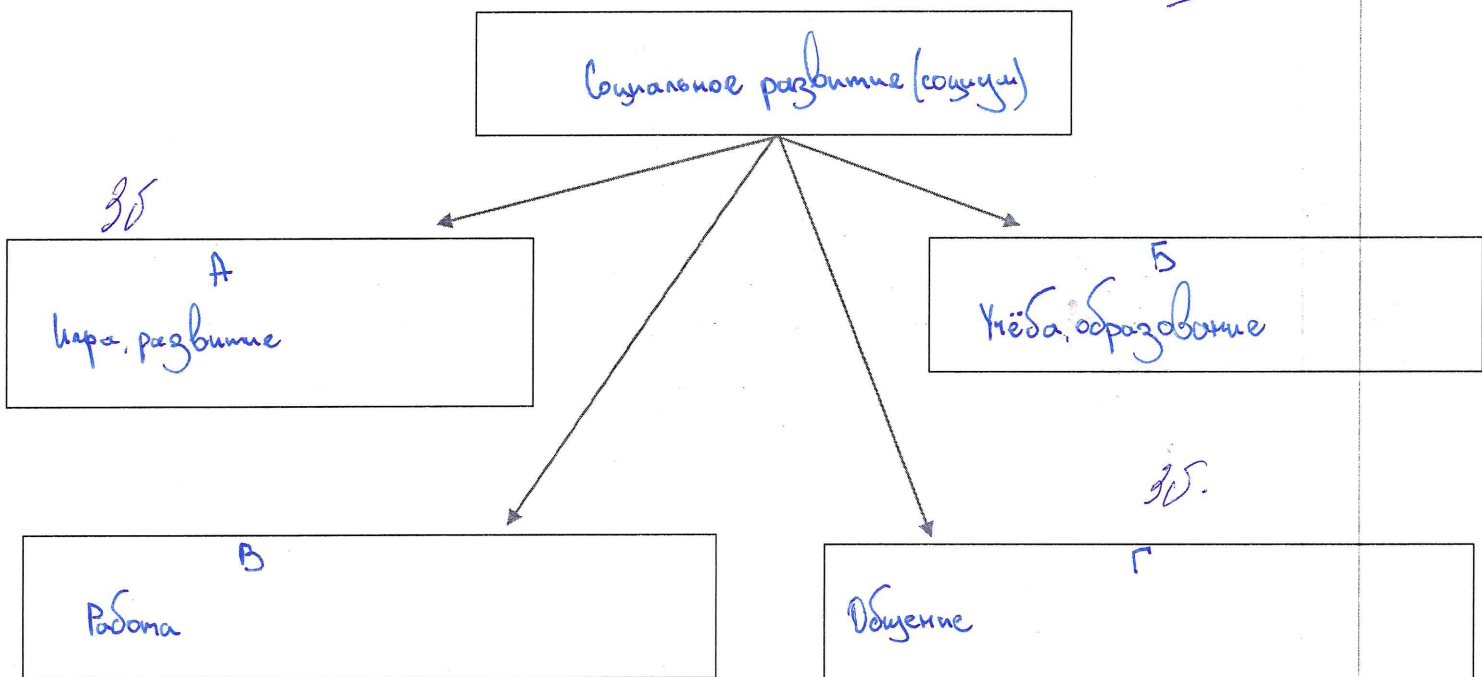 Социальное развитие (социум)
3б
А
Игра, развитие
Б
Учёба, образование
3б.
В
Работа
Г
Общение